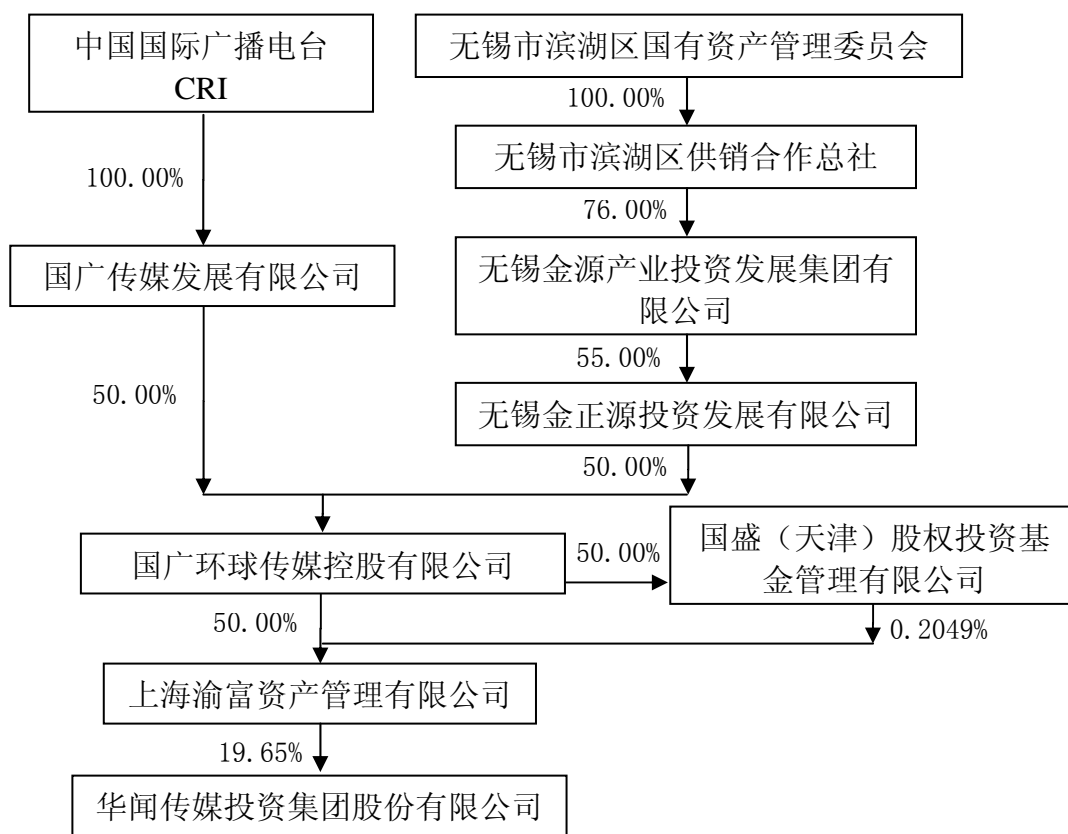 中国国际广播电台
CRI
无锡市滨湖区国有资产管理委员会
100.00%
无锡市滨湖区供销合作总社
100.00%
76.00%
国广传媒发展有限公司
无锡金源产业投资发展集团有
限公司
55.00%
50.00%
无锡金正源投资发展有限公司
50.00%
国广环球传媒控股有限公司
50.00%
国盛（天津）股权投资基
金管理有限公司
50.00%
0.2049%
上海渝富资产管理有限公司
19.65%
华闻传媒投资集团股份有限公司